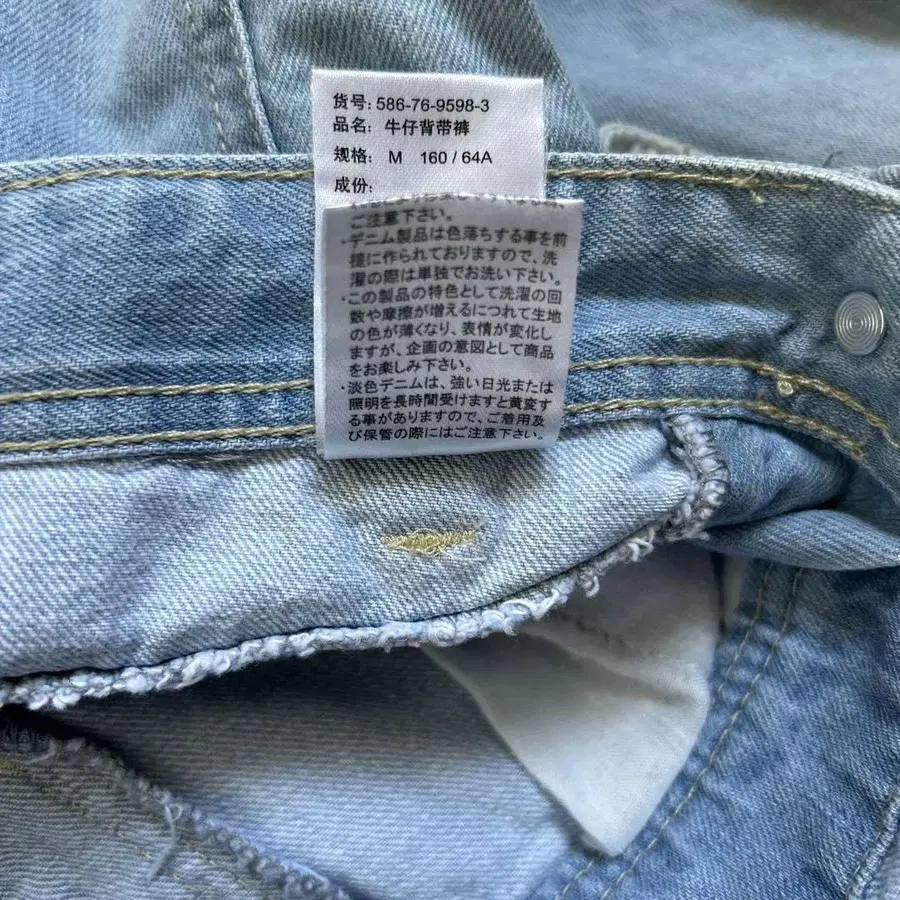 货号: 586-76-9598-3
品名: 牛仔背带裤
规格: M 160 / 64A
成份:
ご注意下さい。
・デニム製品は色落ちする事を前
提に作られておりますので、洗
濯の際は単独でお洗い下さい。
・この製品の特色として洗濯の回
数や摩擦が増えるにつれて生地
の色が薄くなり、表情が変化し
ますが、企画の意図として商品
をお楽しみ下さい。
・淡色デニムは、強い日光または
照明を長時間受けますと黄変す
る事がありますので、ご着用及
び保管の際にはご注意下さい。